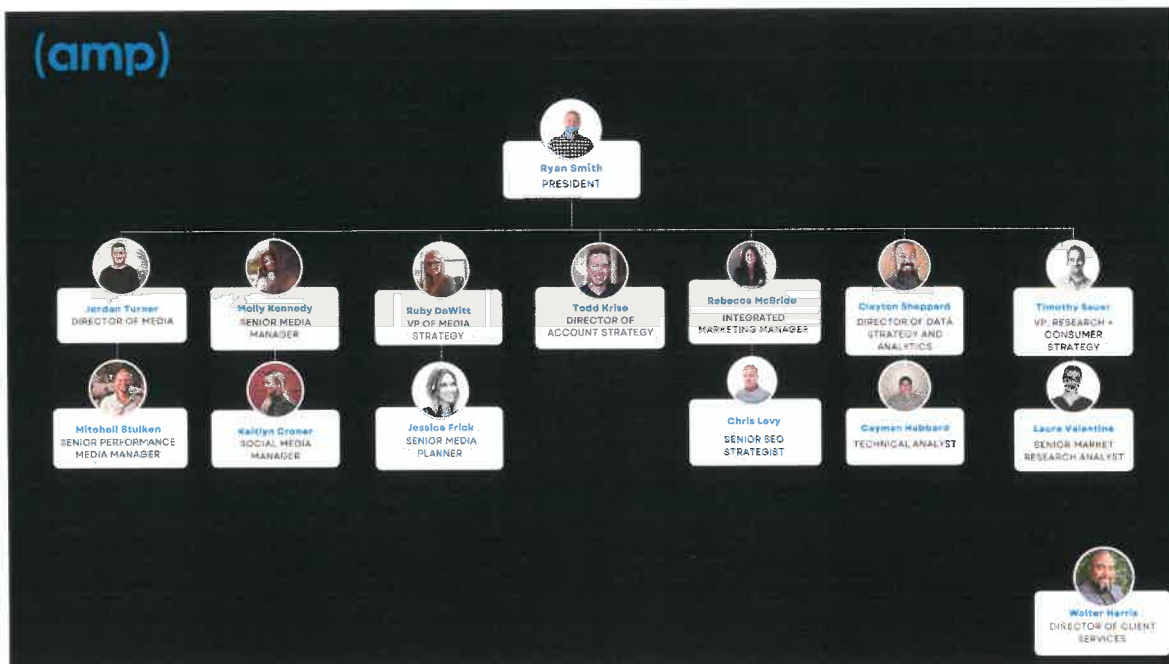 (amp)
Ryan Smith
PRESIDENT
Jordan Turner
DIRECTOR OF MEDIA
Molly Kennedy
SENIOR MEDIA
MANAGER
Ruby DeWitt
VP OF MEDIA
STRATEGY
Todd Krise
DIRECTOR OF
ACCOUNT STRATEGY
Rebecca McBride
INTEGRATED
MARKETING MANAGER
Clayton Sheppard
DIRECTOR OF DATA
STRATEGY AND
ANALYTICS
Timothy Sauer
VP, RESEARCH +
CONSUMER
STRATEGY
Mitchell Stulken
SENIOR PERFORMANCE
MEDIA MANAGER
Kaitlyn Croner
SOCIAL MEDIA
MANAGER
Jessica Frick
SENIOR MEDIA
PLANNER
Chris Levy
SENIOR SEO
STRATEGIST
Cayman Hubbard
TECHNICAL ANALYST
Laura Valentine
SENIOR MARKET
RESEARCH ANALYST
Walter Harris
DIRECTOR OF CLIENT
SERVICES